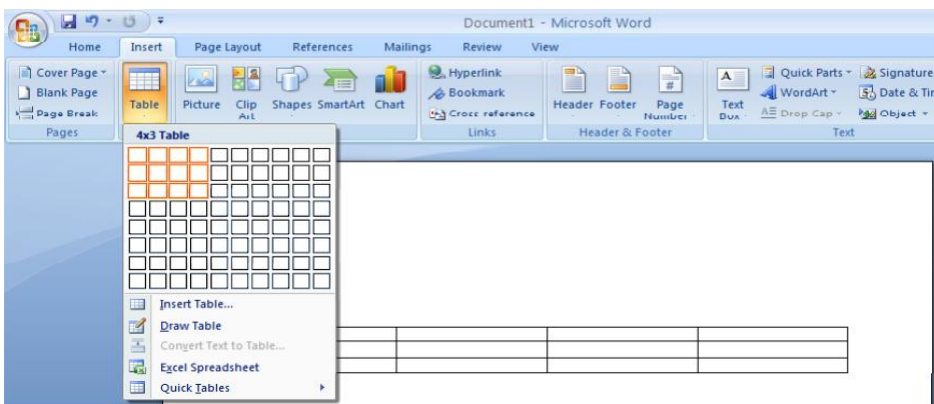 Document1 - Microsoft Word
Home Insert Page Layout References Mailings Review View
Cover Page
Blank Page
Page Break
Pages
Table
Picture Clip Art Shapes SmartArt Chart
Hyperlink
Bookmark
Cross reference
Links
Header Footer Page Number
Header & Footer
Text Box
Quick Parts
WordArt
Drop Cap
Signature
Date & Tim
Object
Text
4x3 Table
Insert Table...
Draw Table
Convert Text to Table...
Excel Spreadsheet
Quick Tables